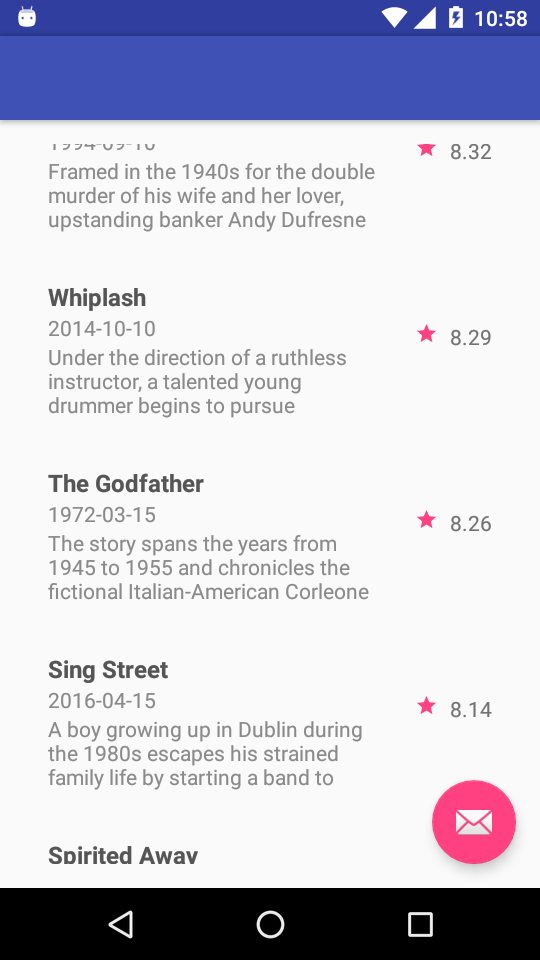 10:58
1994-09-10
8.32
Framed in the 1940s for the double
murder of his wife and her lover,
upstanding banker Andy Dufresne
Whiplash
2014-10-10
8.29
Under the direction of a ruthless
instructor, a talented young
drummer begins to pursue
The Godfather
1972-03-15
8.26
The story spans the years from
1945 to 1955 and chronicles the
fictional Italian-American Corleone
Sing Street
2016-04-15
8.14
A boy growing up in Dublin during
the 1980s escapes his strained
family life by starting a band to
Spirited Away